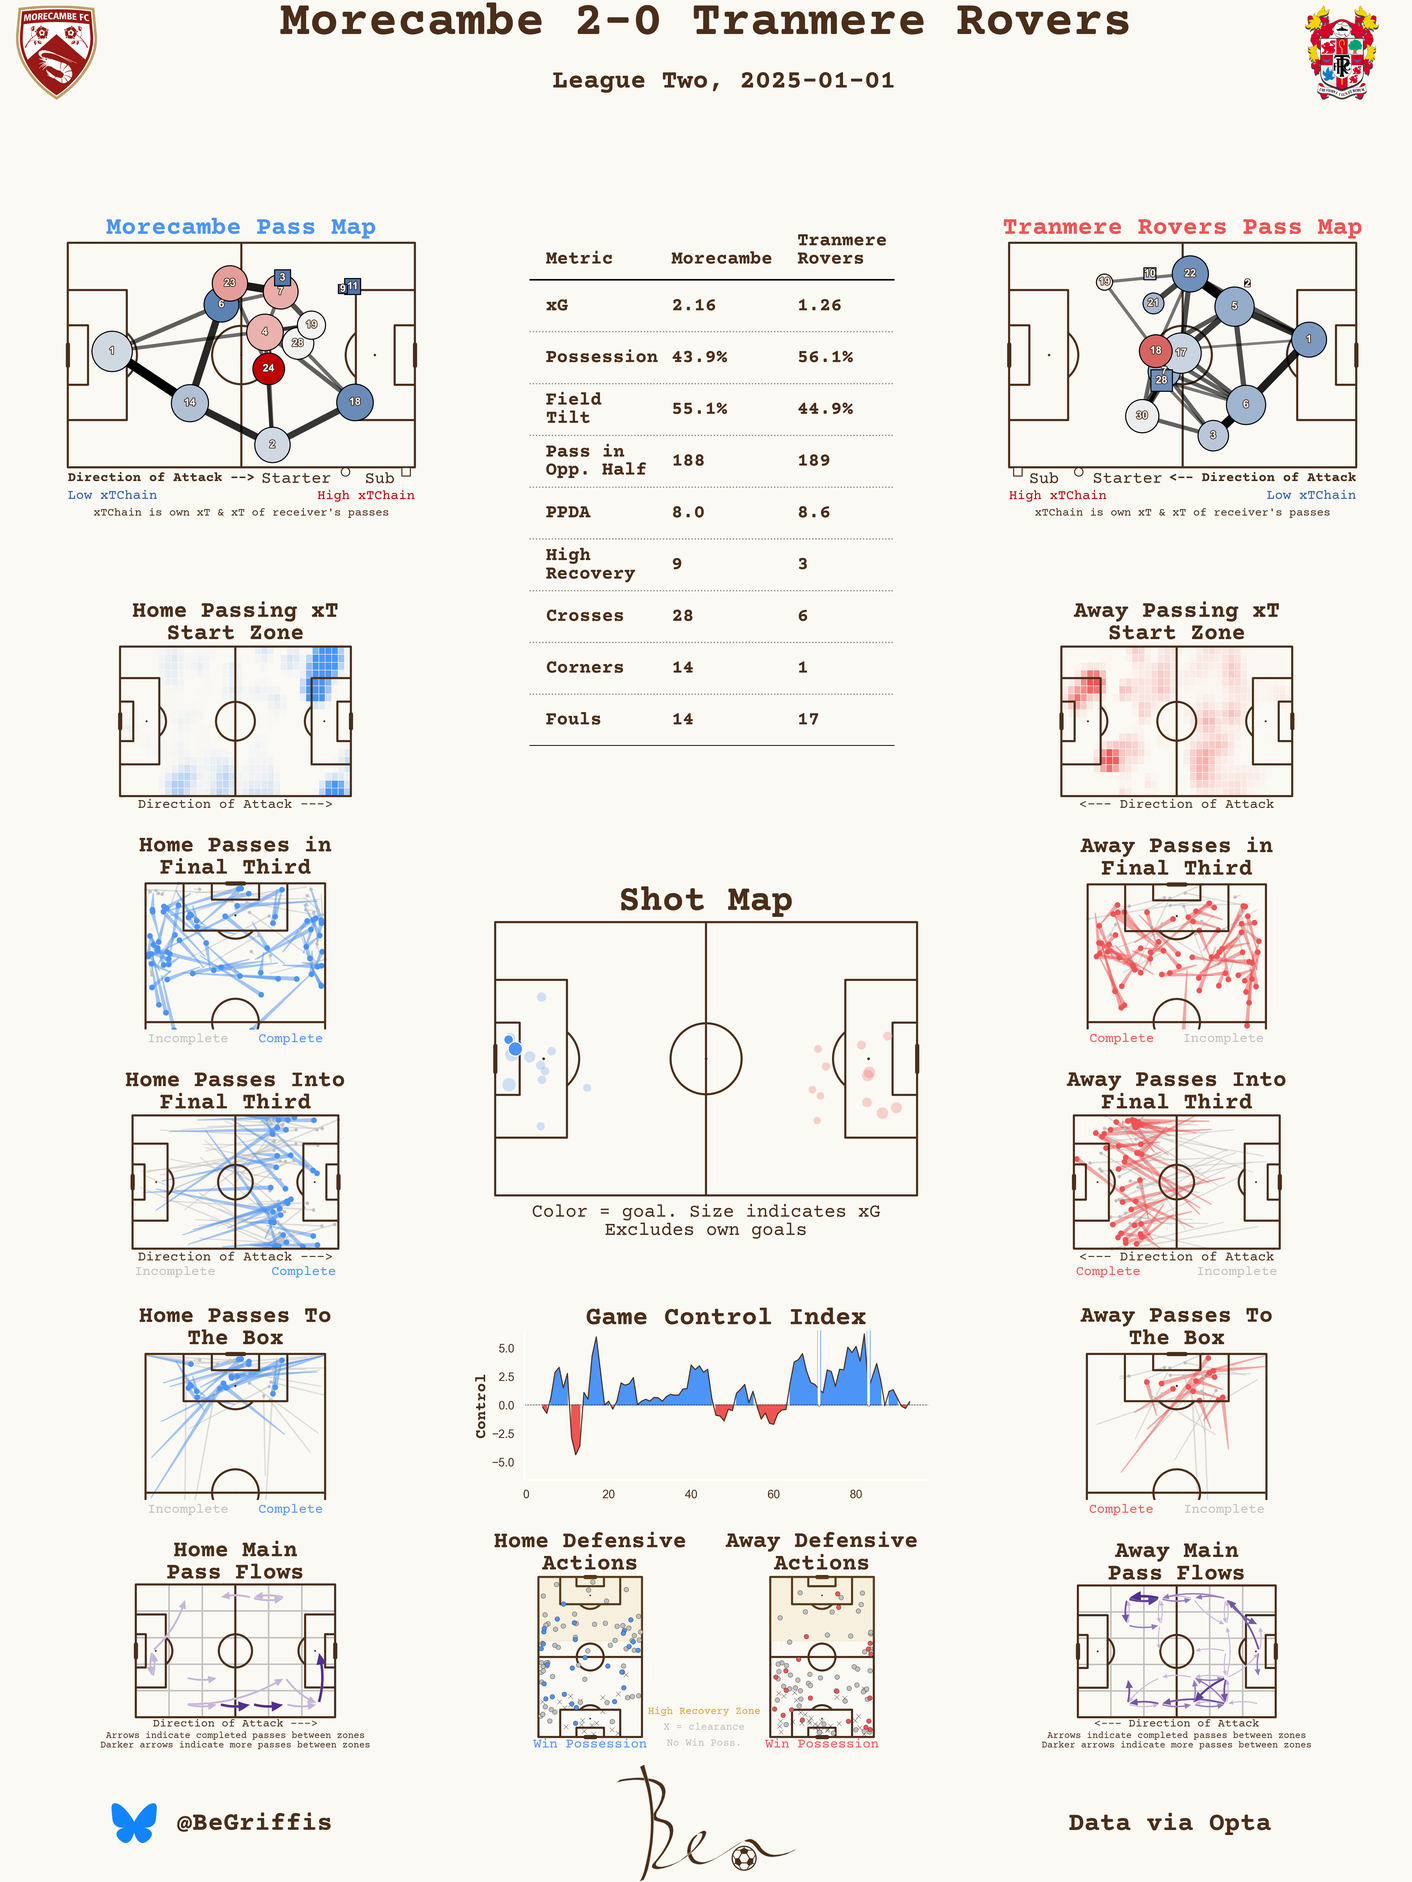 MORECAMBE FC
Morecambe 2-0 Tranmere Rovers
League Two, 2025-01-01
Morecambe Pass Map
1
14
6
23
3
7
9
11
4
19
28
24
18
2
Direction of Attack --> Starter Sub
Low xTChain High xTChain
xTChain is own xT & xT of receiver's passes
Metric Morecambe Tranmere Rovers
xG 2.16 1.26
Possession 43.9% 56.1%
Field Tilt 55.1% 44.9%
Pass in Opp. Half 188 189
PPDA 8.0 8.6
High Recovery 9 3
Crosses 28 6
Corners 14 1
Fouls 14 17
Tranmere Rovers Pass Map
19
10
22
2
21
5
1
18
17
7
28
30
6
3
Sub Starter <-- Direction of Attack
High xTChain Low xTChain
xTChain is own xT & xT of receiver's passes
Home Passing xT
Start Zone
Direction of Attack --->
Away Passing xT
Start Zone
<--- Direction of Attack
Home Passes in
Final Third
Incomplete Complete
Away Passes in
Final Third
Complete Incomplete
Shot Map
Color = goal. Size indicates xG
Excludes own goals
Home Passes Into
Final Third
Direction of Attack --->
Incomplete Complete
Away Passes Into
Final Third
<--- Direction of Attack
Complete Incomplete
Home Passes To
The Box
Incomplete Complete
Game Control Index
Control
5.0
2.5
0.0
−2.5
−5.0
0 20 40 60 80
Away Passes To
The Box
Complete Incomplete
Home Main
Pass Flows
Direction of Attack --->
Arrows indicate completed passes between zones
Darker arrows indicate more passes between zones
Home Defensive
Actions
Win Possession
High Recovery Zone
X = clearance
No Win Poss.
Away Defensive
Actions
Win Possession
Away Main
Pass Flows
<--- Direction of Attack
Arrows indicate completed passes between zones
Darker arrows indicate more passes between zones
@BeGriffis
Ben
Data via Opta